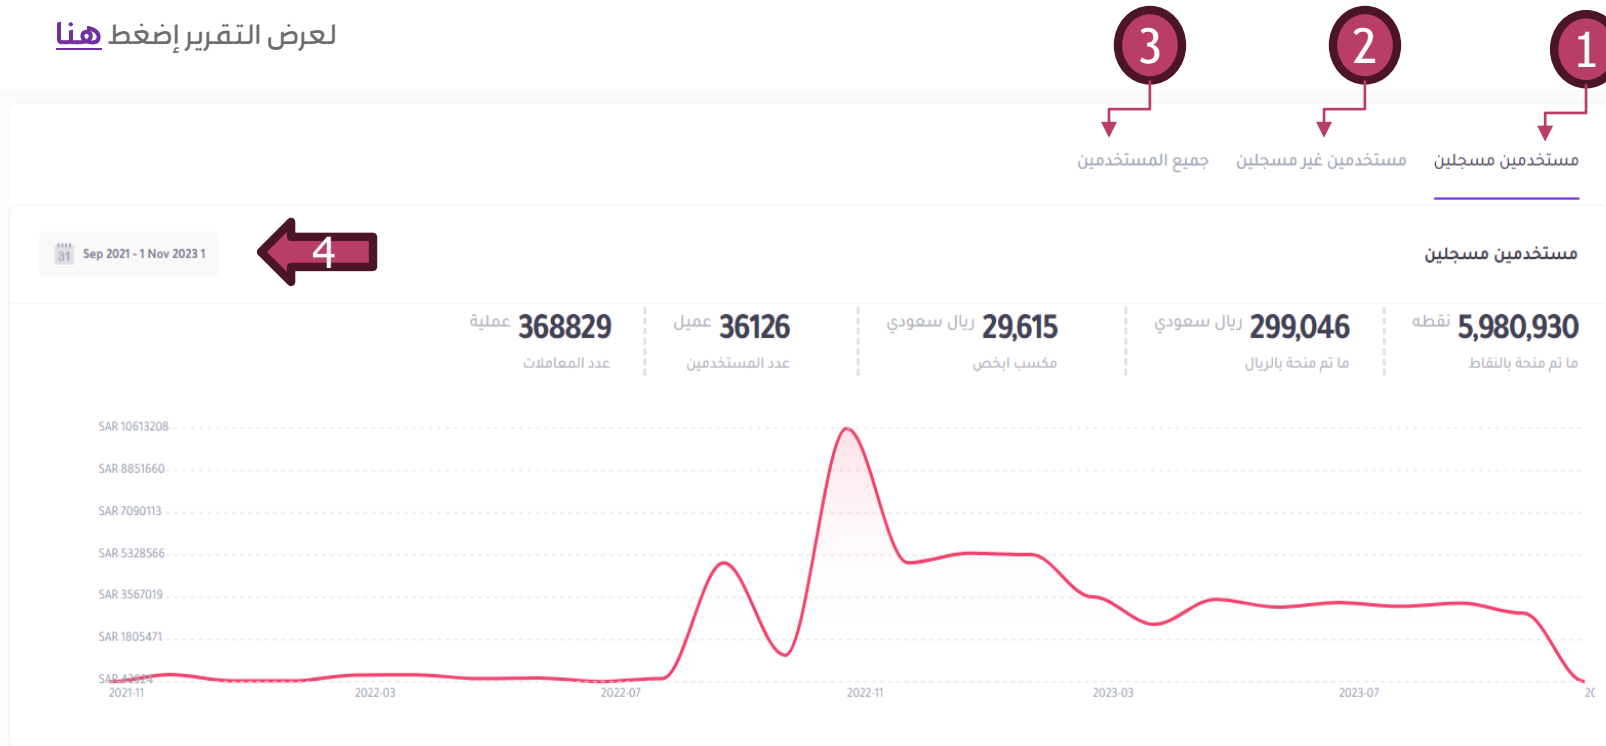 لعرض التقرير إضغط هنا
1
2
3
مستخدمين مسجلين
مستخدمين غير مسجلين
جميع المستخدمين
مستخدمين مسجلين
4
Sep 2021 - 1 Nov 2023 1
31
5,980,930 نقطه
ما تم منحة بالنقاط
299,046 ريال سعودي
ما تم منحة بالريال
29,615 ريال سعودي
مكسب ابخص
36126 عميل
عدد المستخدمين
368829 عملية
عدد المعاملات
SAR 10613208
SAR 8851660
SAR 7090113
SAR 5328566
SAR 3567019
SAR 1805471
SAR 43924
2021-11
2022-03
2022-07
2022-11
2023-03
2023-07